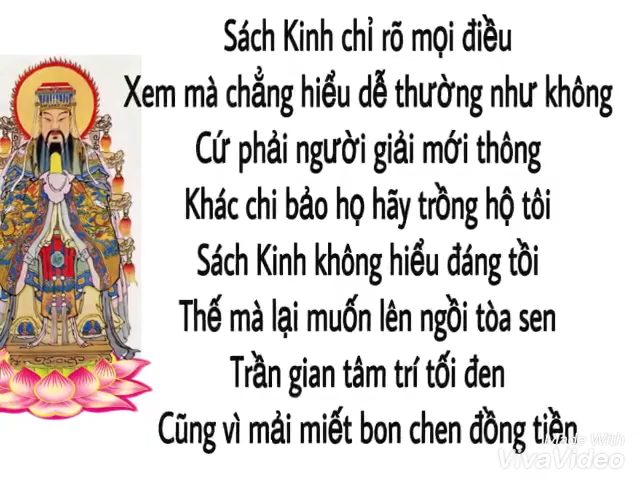 Sách Kinh chỉ rõ mọi điều
Xem mà chẳng hiểu dễ thường như không
Cứ phải người giải mới thông
Khác chi bảo họ hãy trồng hộ tôi
Sách Kinh không hiểu đáng tồi
Thế mà lại muốn lên ngồi tòa sen
Trần gian tâm trí tối đen
Cũng vì mải miết bon chen đồng tiền
Made With
VivaVideo